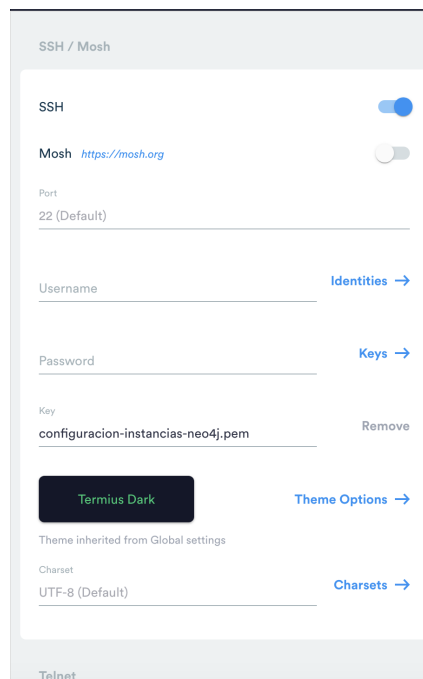 SSH / Mosh
SSH
Mosh https://mosh.org
Port
22 (Default)
Username
Identities →
Password
Keys →
Key
configuracion-instancias-neo4j.pem
Remove
Termius Dark
Theme Options →
Theme inherited from Global settings
Charset
UTF-8 (Default)
Charsets →
Telnet